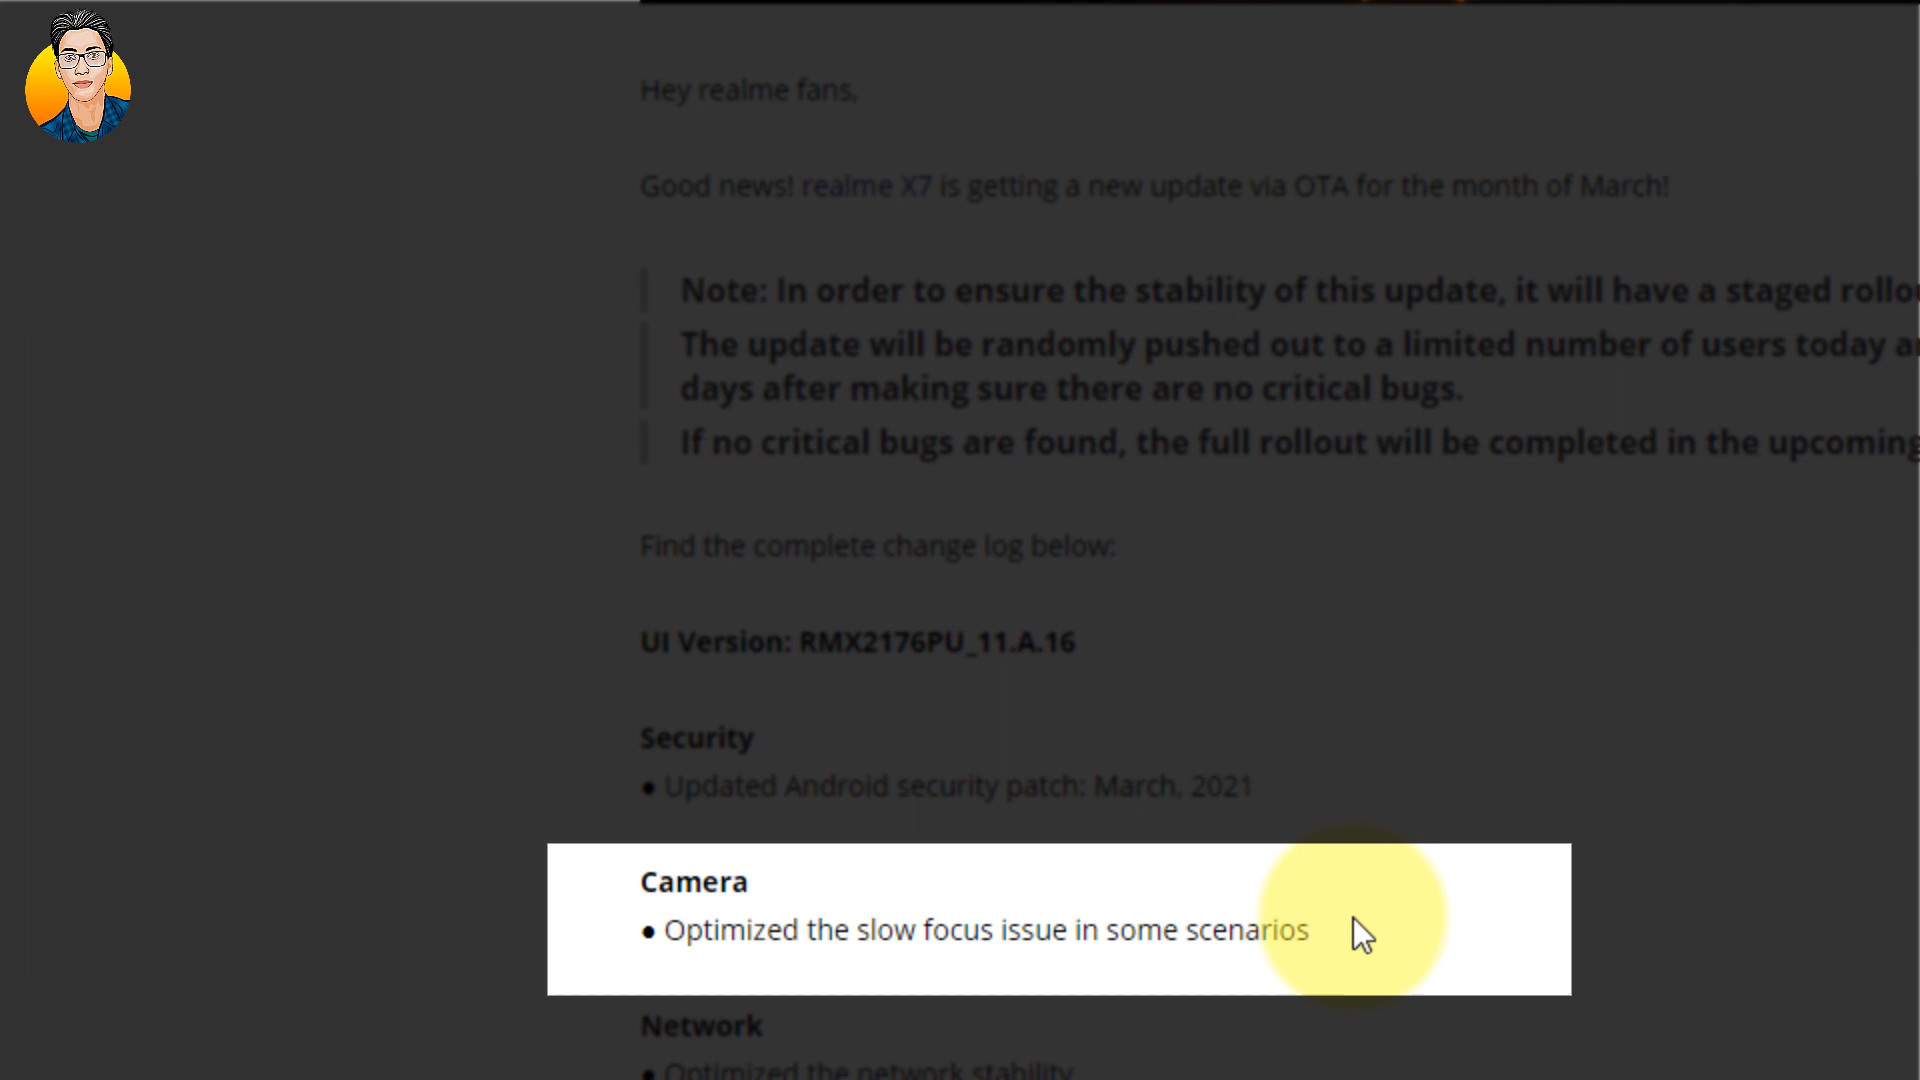 Hey realme fans,
Good news! realme X7 is getting a new update via OTA for the month of March!
Note: In order to ensure the stability of this update, it will have a staged
The update will be randomly pushed out to a limited number of users today
days after making sure there are no critical bugs.
If no critical bugs are found, the full rollout will be completed in the upcoming
Find the complete change log below:
UI Version: RMX2176PU_11.A.16
Security
● Updated Android security patch: March, 2021
Camera
● Optimized the slow focus issue in some scenarios
Network
● Optimized the network stability